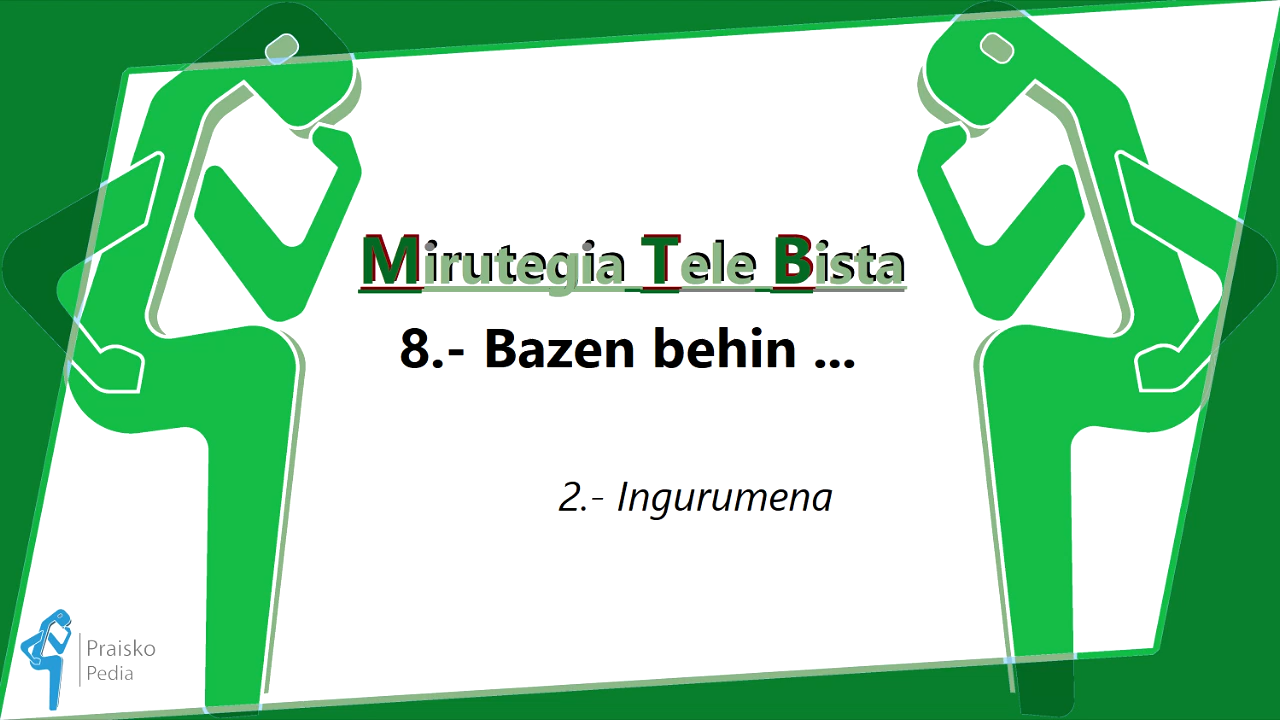 Mirutegia Tele Bista
8.- Bazen behin ...
2.- Ingurumena
Praisko
Pedia